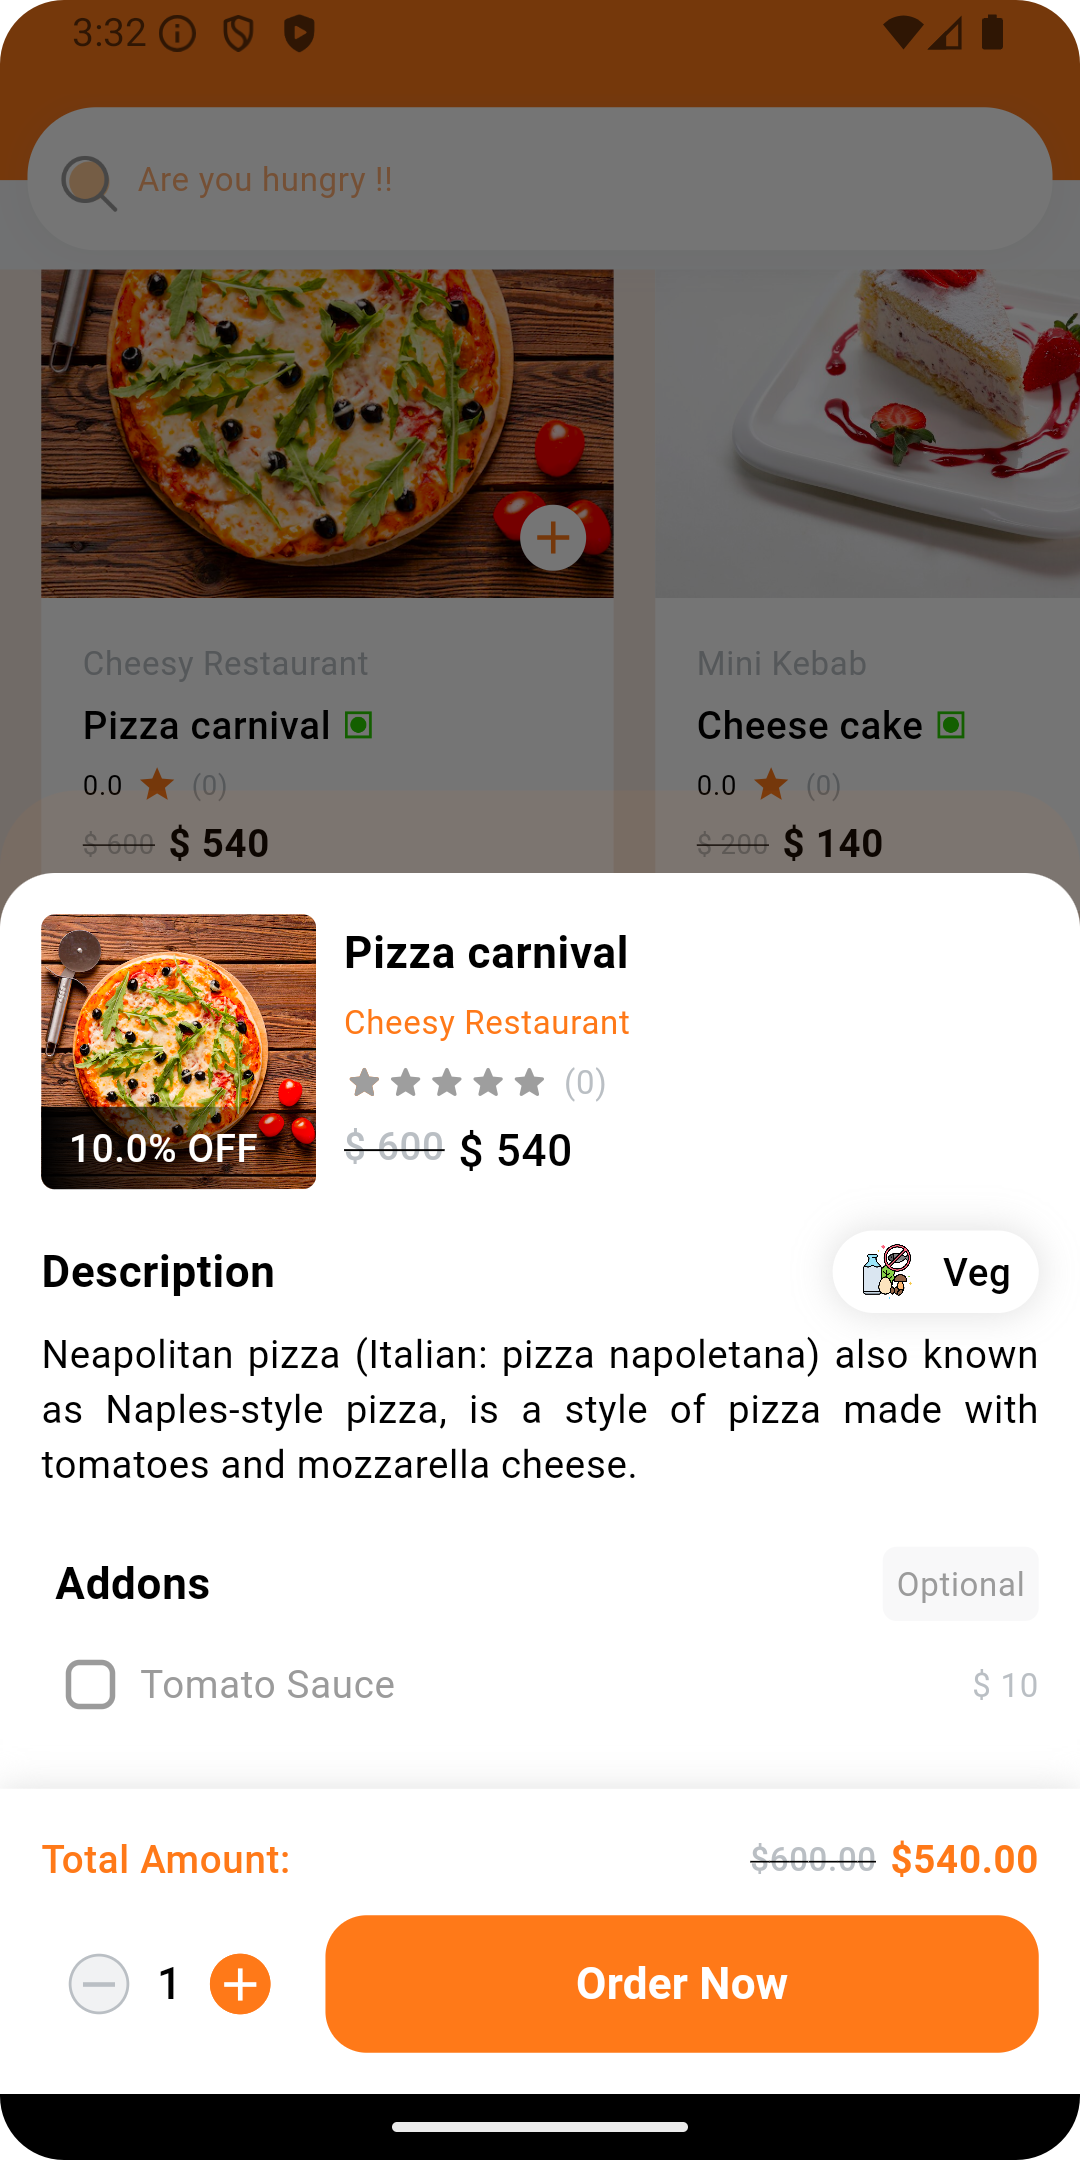 3:32
Are you hungry !!
Cheesy Restaurant
Mini Kebab
Pizza carnival
Cheese cake
0.0 (0)
0.0 (0)
$ 600 $ 540
$ 200 $ 140
Pizza carnival
Cheesy Restaurant
(0)
$ 600 $ 540
10.0% OFF
Description
Veg
Neapolitan pizza (Italian: pizza napoletana) also known
as Naples-style pizza, is a style of pizza made with
tomatoes and mozzarella cheese.
Addons
Optional
Tomato Sauce
$ 10
Total Amount:
$600.00 $540.00
1
Order Now